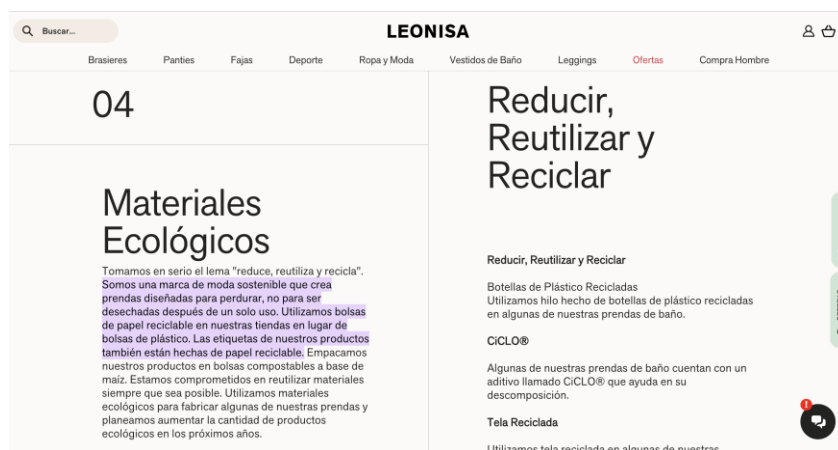 Buscar...
LEONISA
Brasieres
Panties
Fajas
Deporte
Ropa y Moda
Vestidos de Baño
Leggings
Ofertas
Compra Hombre
04
Materiales
Ecológicos
Tomamos en serio el lema "reduce, reutiliza y recicla".
Somos una marca de moda sostenible que crea
prendas diseñadas para perdurar, no para ser
desechadas después de un solo uso. Utilizamos bolsas
de papel reciclable en nuestras tiendas en lugar de
bolsas de plástico. Las etiquetas de nuestros productos
también están hechas de papel reciclable. Empacamos
nuestros productos en bolsas compostables a base de
maíz. Estamos comprometidos en reutilizar materiales
siempre que sea posible. Utilizamos materiales
ecológicos para fabricar algunas de nuestras prendas y
planeamos aumentar la cantidad de productos
ecológicos en los próximos años.
Reducir,
Reutilizar y
Reciclar
Reducir, Reutilizar y Reciclar
Botellas de Plástico Recicladas
Utilizamos hilo hecho de botellas de plástico recicladas
en algunas de nuestras prendas de baño.
CiCLO®
Algunas de nuestras prendas de baño cuentan con un
aditivo llamado CiCLO® que ayuda en su
descomposición.
Tela Reciclada
Utilizamos tela reciclada en algunas de nuestras